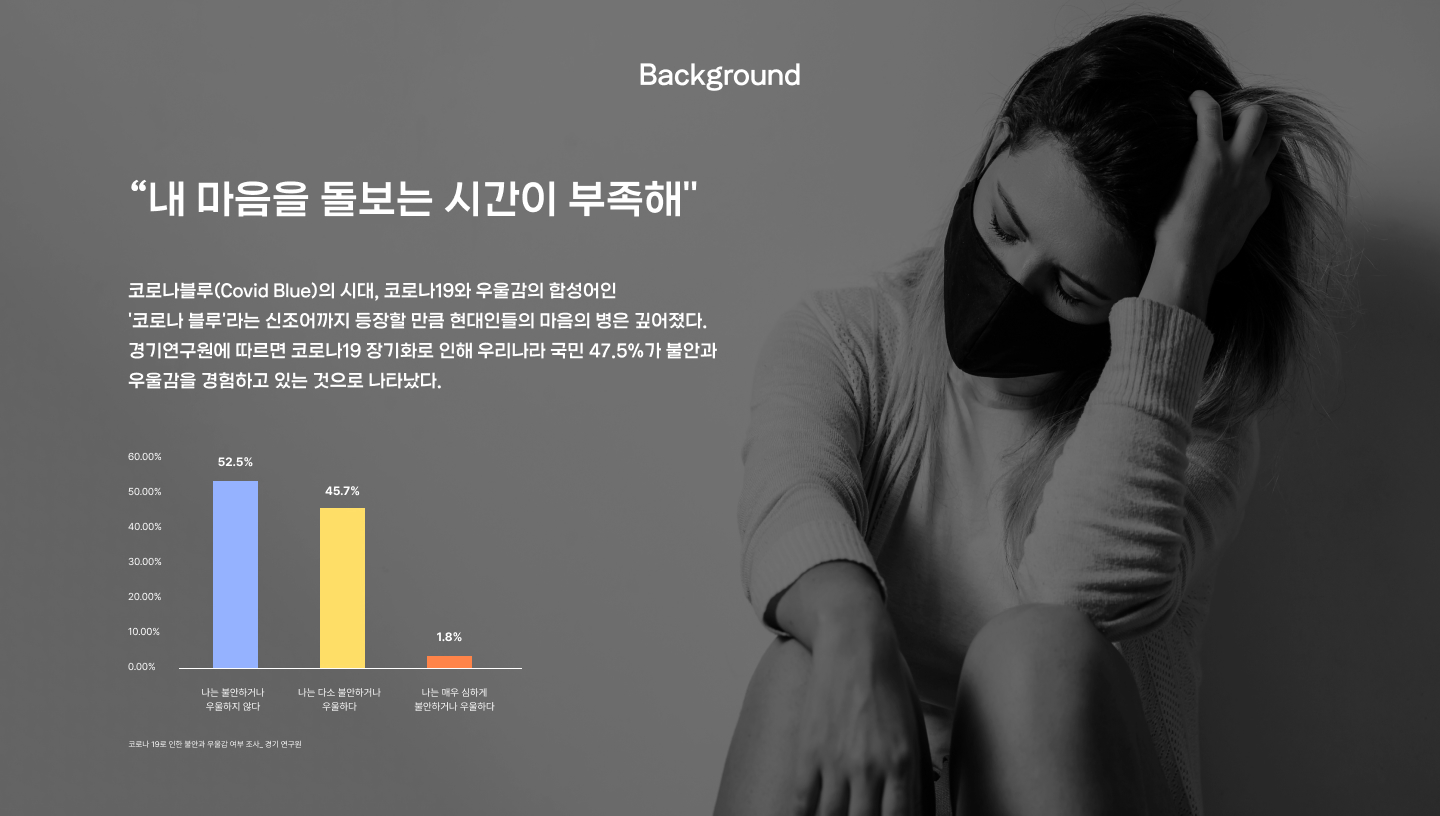 Background
“내 마음을 돌보는 시간이 부족해"
코로나블루(Covid Blue)의 시대, 코로나19와 우울감의 합성어인
'코로나 블루'라는 신조어까지 등장할 만큼 현대인들의 마음의 병은 깊어졌다.
경기연구원에 따르면 코로나19 장기화로 인해 우리나라 국민 47.5%가 불안과
우울감을 경험하고 있는 것으로 나타났다.
60.00%
50.00%
40.00%
30.00%
20.00%
10.00%
0.00%
52.5%
45.7%
1.8%
나는 불안하거나
우울하지 않다
나는 다소 불안하거나
우울하다
나는 매우 심하게
불안하거나 우울하다
코로나 19로 인한 불안과 우울감 여부 조사_ 경기 연구원